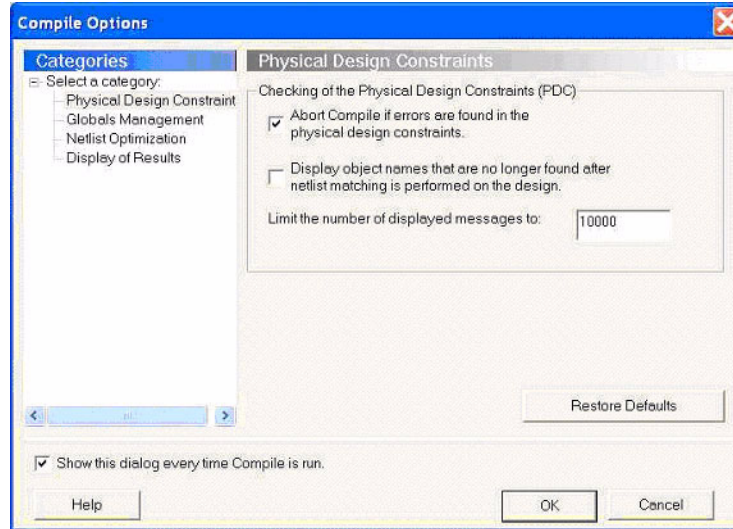 Compile Options
Categories
Select a category:
Physical Design Constraint
Globals Management
Netlist Optimization
Display of Results
Physical Design Constraints
Checking of the Physical Design Constraints (PDC)
Abort Compile if errors are found in the
physical design constraints.
Display object names that are no longer found after
netlist matching is performed on the design.
Limit the number of displayed messages to: 10000
Restore Defaults
Show this dialog every time Compile is run.
Help OK Cancel